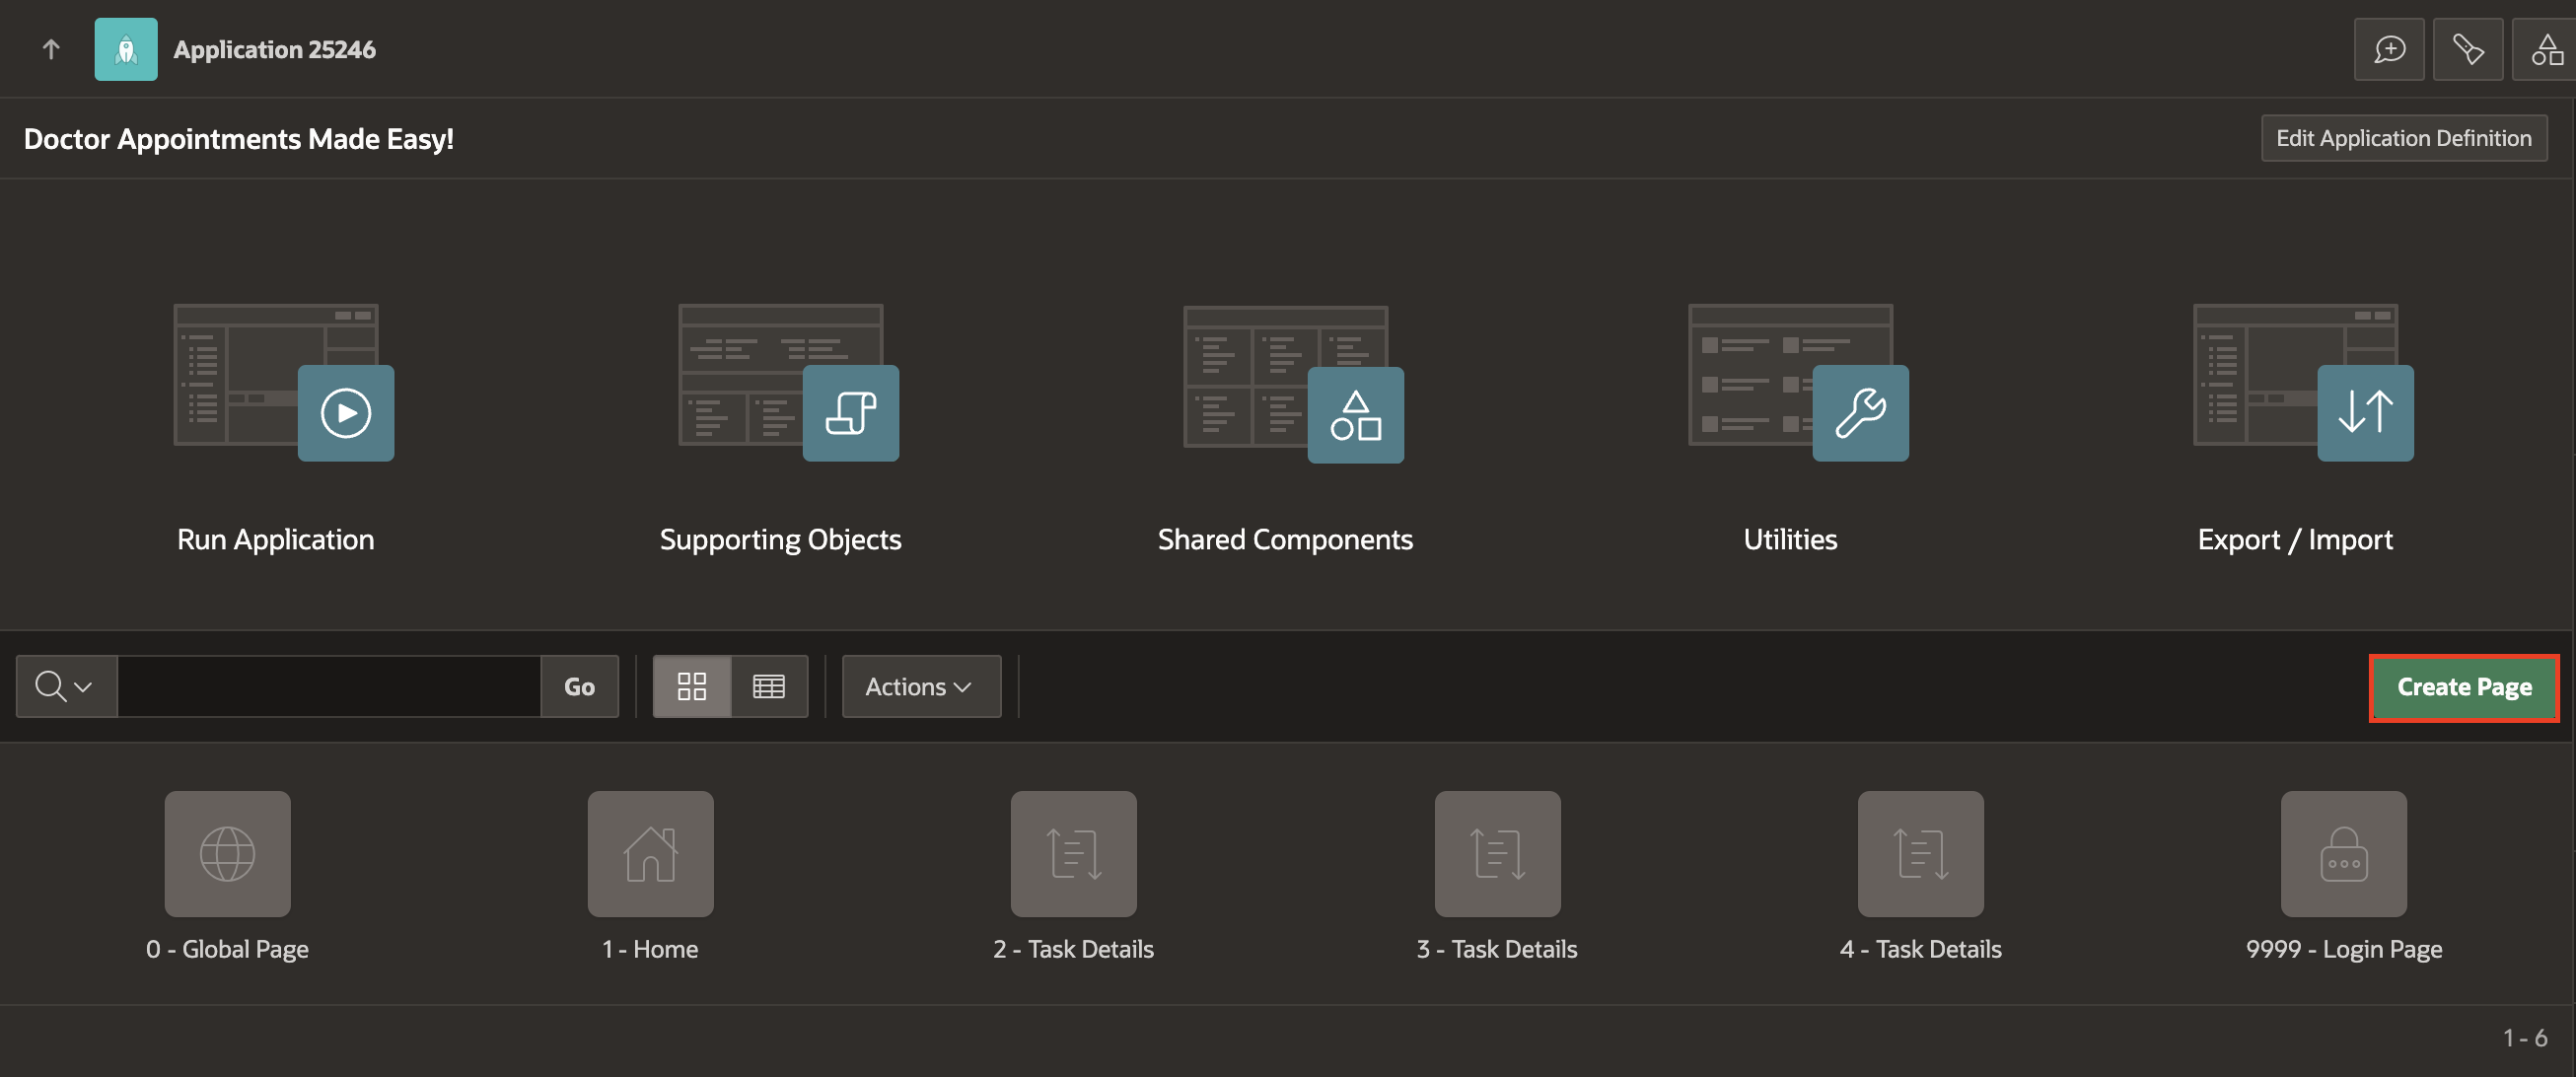 Application 25246
Doctor Appointments Made Easy!
Edit Application Definition
Run Application
Supporting Objects
Shared Components
Utilities
Export / Import
Go
Actions
Create Page
0 - Global Page
1 - Home
2 - Task Details
3 - Task Details
4 - Task Details
9999 - Login Page
1 - 6